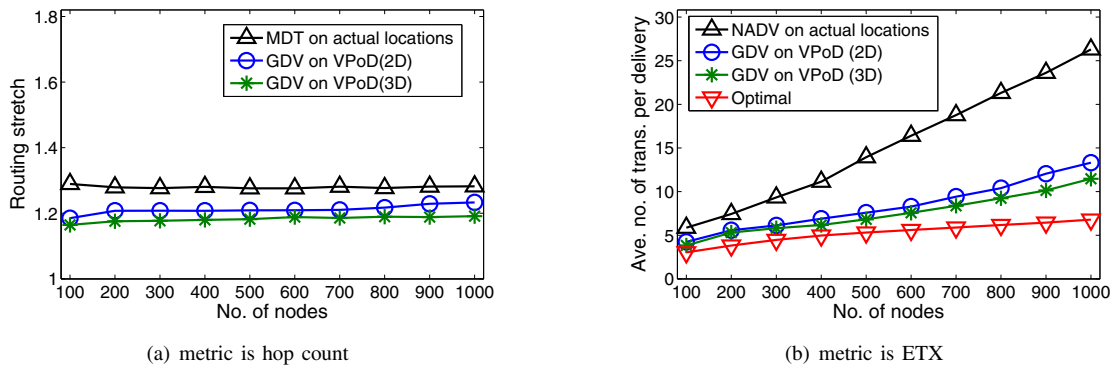 1.8
1.6
1.4
1.2
1
Routing stretch
MDT on actual locations
GDV on VPoD(2D)
GDV on VPoD(3D)
100 200 300 400 500 600 700 800 900 1000
No. of nodes
(a) metric is hop count
30
25
20
15
10
5
0
Ave. no. of trans. per delivery
NADV on actual locations
GDV on VPoD (2D)
GDV on VPoD (3D)
Optimal
100 200 300 400 500 600 700 800 900 1000
No. of nodes
(b) metric is ETX